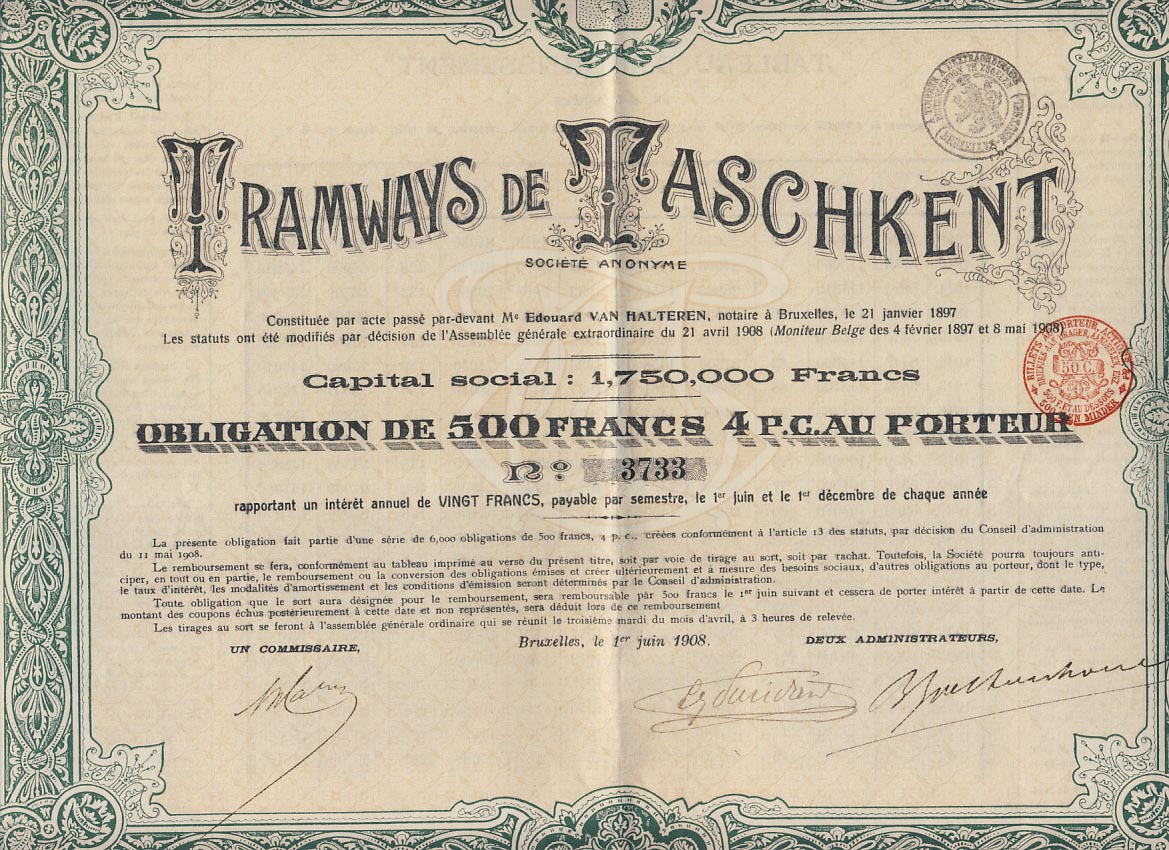 TRAMWAYS DE TASCHKENT
SOCIÉTÉ ANONYME
Constituée par acte passé par-devant Me Edouard VAN HALTEREN, notaire à Bruxelles, le 21 janvier 1897
Les statuts ont été modifiés par décision de l'Assemblée générale extraordinaire du 21 avril 1908 (Moniteur Belge des 4 février 1897 et 8 mai 1908)
Capital social : 1,750,000 Francs
50 C.
500 F. ET AU DESSOUS
500 F. EN MINDER
OBLIGATION DE 500 FRANCS 4 P.C. AU PORTEUR
No 3733
rapportant un intérêt annuel de VINGT FRANCS, payable par semestre, le 1er juin et le 1er décembre de chaque année
La présente obligation fait partie d'une série de 6,000 obligations de 500 francs, 4 p. c., créées conformément à l'article 13 des statuts, par décision du Conseil d'administration
du 11 mai 1908.
Le remboursement se fera, conformément au tableau imprimé au verso du présent titre, soit par voie de tirage au sort, soit par rachat. Toutefois, la Société pourra toujours anti-
ciper, en tout ou en partie, le remboursement ou la conversion des obligations émises et créer ultérieurement et à mesure des besoins sociaux, d'autres obligations au porteur, dont le type,
le taux d'intérêt, les modalités d'amortissement et les conditions d'émission seront déterminés par le Conseil d'administration.
Toute obligation que le sort aura désignée pour le remboursement, sera remboursable par 500 francs le 1er juin suivant et cessera de porter intérêt à partir de cette date. Le
montant des coupons échus postérieurement à cette date et non représentés, sera déduit lors de ce remboursement
Les tirages au sort se feront à l'assemblée générale ordinaire qui se réunit le troisième mardi du mois d'avril, à 3 heures de relevée.
UN COMMISSAIRE,
Bruxelles, le 1er juin 1908.
DEUX ADMINISTRATEURS,